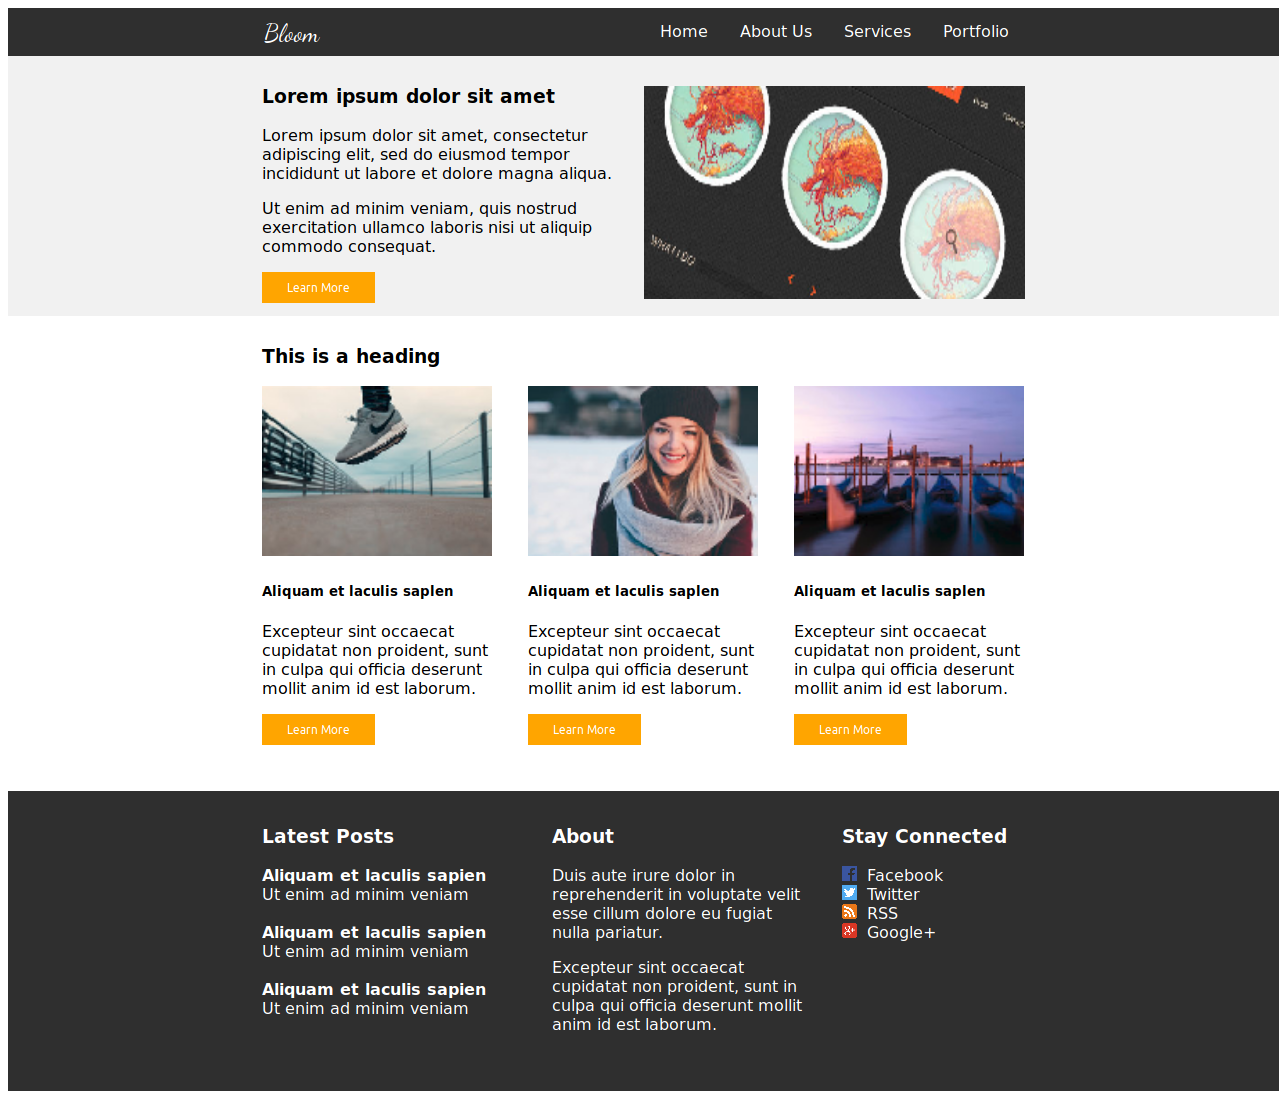 Bloom
Home
About Us
Services
Portfolio
Lorem ipsum dolor sit amet
Lorem ipsum dolor sit amet, consectetur
adipiscing elit, sed do eiusmod tempor
incididunt ut labore et dolore magna aliqua.
Ut enim ad minim veniam, quis nostrud
exercitation ullamco laboris nisi ut aliquip
commodo consequat.
Learn More
WHAT I DO
This is a heading
Aliquam et laculis saplen
Excepteur sint occaecat
cupidatat non proident, sunt
in culpa qui officia deserunt
mollit anim id est laborum.
Learn More
Aliquam et laculis saplen
Excepteur sint occaecat
cupidatat non proident, sunt
in culpa qui officia deserunt
mollit anim id est laborum.
Learn More
Aliquam et laculis saplen
Excepteur sint occaecat
cupidatat non proident, sunt
in culpa qui officia deserunt
mollit anim id est laborum.
Learn More
Latest Posts
Aliquam et laculis sapien
Ut enim ad minim veniam
Aliquam et laculis sapien
Ut enim ad minim veniam
Aliquam et laculis sapien
Ut enim ad minim veniam
About
Duis aute irure dolor in
reprehenderit in voluptate velit
esse cillum dolore eu fugiat
nulla pariatur.
Excepteur sint occaecat
cupidatat non proident, sunt in
culpa qui officia deserunt mollit
anim id est laborum.
Stay Connected
Facebook
Twitter
RSS
Google+